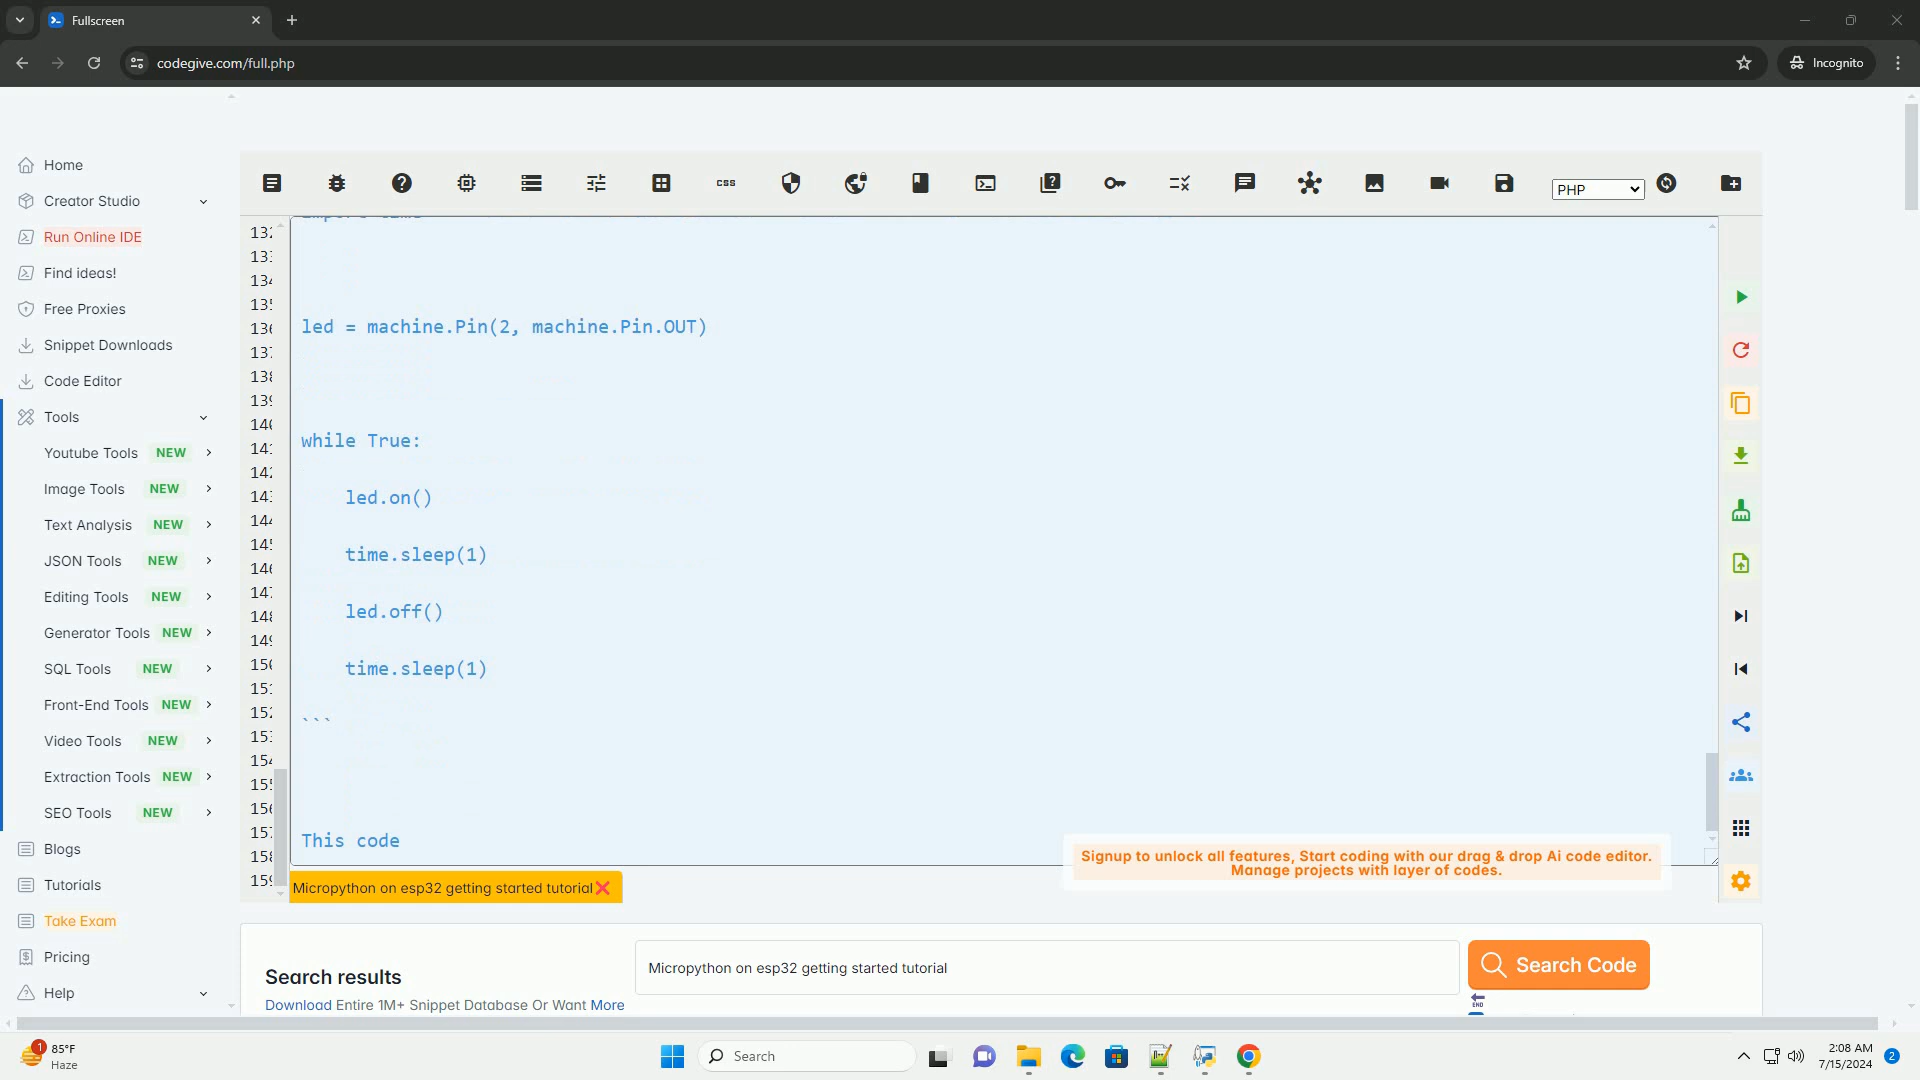 Fullscreen
codegive.com/full.php
Incognito
Home
Creator Studio
Run Online IDE
Find ideas!
Free Proxies
Snippet Downloads
Code Editor
Tools
Youtube Tools NEW
Image Tools NEW
Text Analysis NEW
JSON Tools NEW
Editing Tools NEW
Generator Tools NEW
SQL Tools NEW
Front-End Tools NEW
Video Tools NEW
Extraction Tools NEW
SEO Tools NEW
Blogs
Tutorials
Take Exam
Pricing
Help
css
PHP
import time
led = machine.Pin(2, machine.Pin.OUT)
while True:
led.on()
time.sleep(1)
led.off()
time.sleep(1)
```
This code
Signup to unlock all features, Start coding with our drag & drop Ai code editor.
Manage projects with layer of codes.
Micropython on esp32 getting started tutorial
Search results
Download Entire 1M+ Snippet Database Or Want More
Micropython on esp32 getting started tutorial
Search Code
END
1
85°F
Haze
Search
2:08 AM
7/15/2024
2